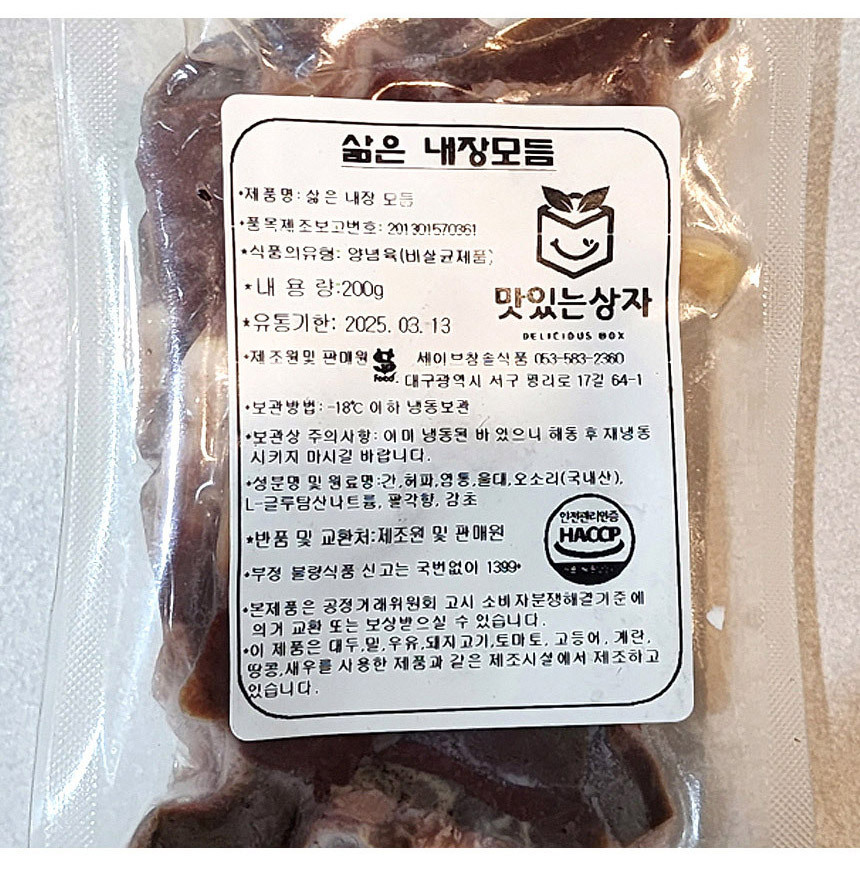 삶은 내장모듬
*제품명: 삶은 내장 모듬
*품목제조보고번호: 201301570361
*식품의유형: 양념육(비살균제품)
*내 용 량:200g
*유통기한: 2025. 03. 13
맛있는상자
DELICIOUS BOX
*제조원및 판매원 food. 세이브참솔식품 053-583-2360
대구광역시 서구 평리로 17길 64-1
*보관방법: -18℃ 이하 냉동보관
*보관상 주의사항: 이미 냉동된 바 있으니 해동 후 재냉동
시키지 마시길 바랍니다.
*성분명 및 원료명:간,허파,염통,울대,오소리(국내산),
L-글루탐산나트륨, 팔각향, 감초
*반품 및 교환처:제조원 및 판매원
안전관리인증
HACCP
*부정 불량식품 신고는 국번없이 1399*
*본제품은 공정거래위원회 고시 소비자분쟁해결기준에
의거 교환 또는 보상받으실 수 있습니다.
*이 제품은 대두,밀,우유,돼지고기,토마토, 고등어, 계란,
땅콩,새우를 사용한 제품과 같은 제조시설에서 제조하고
있습니다.